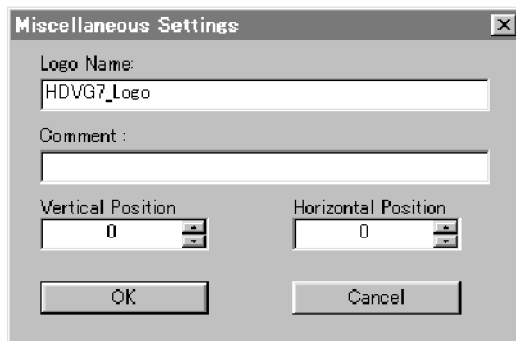 Miscellaneous Settings
Logo Name:
HDVG7_Logo
Comment :
Vertical Position Horizontal Position
0 0
OK Cancel